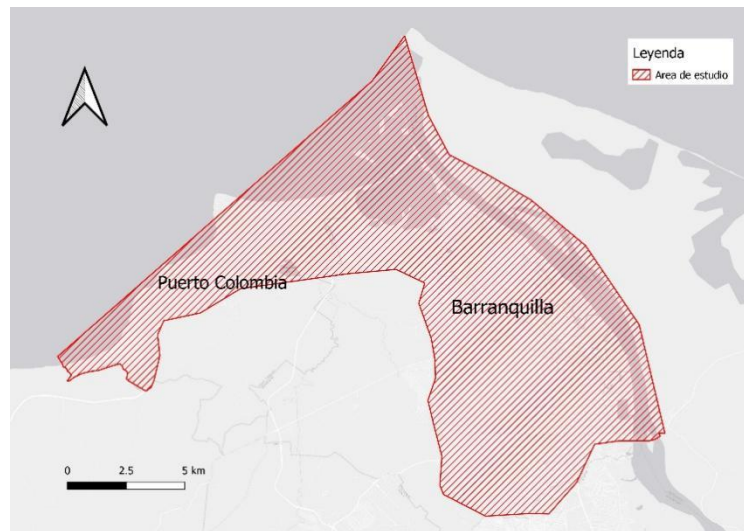 Leyenda
Area de estudio
Puerto Colombia
Barranquilla
0 2.5 5 km